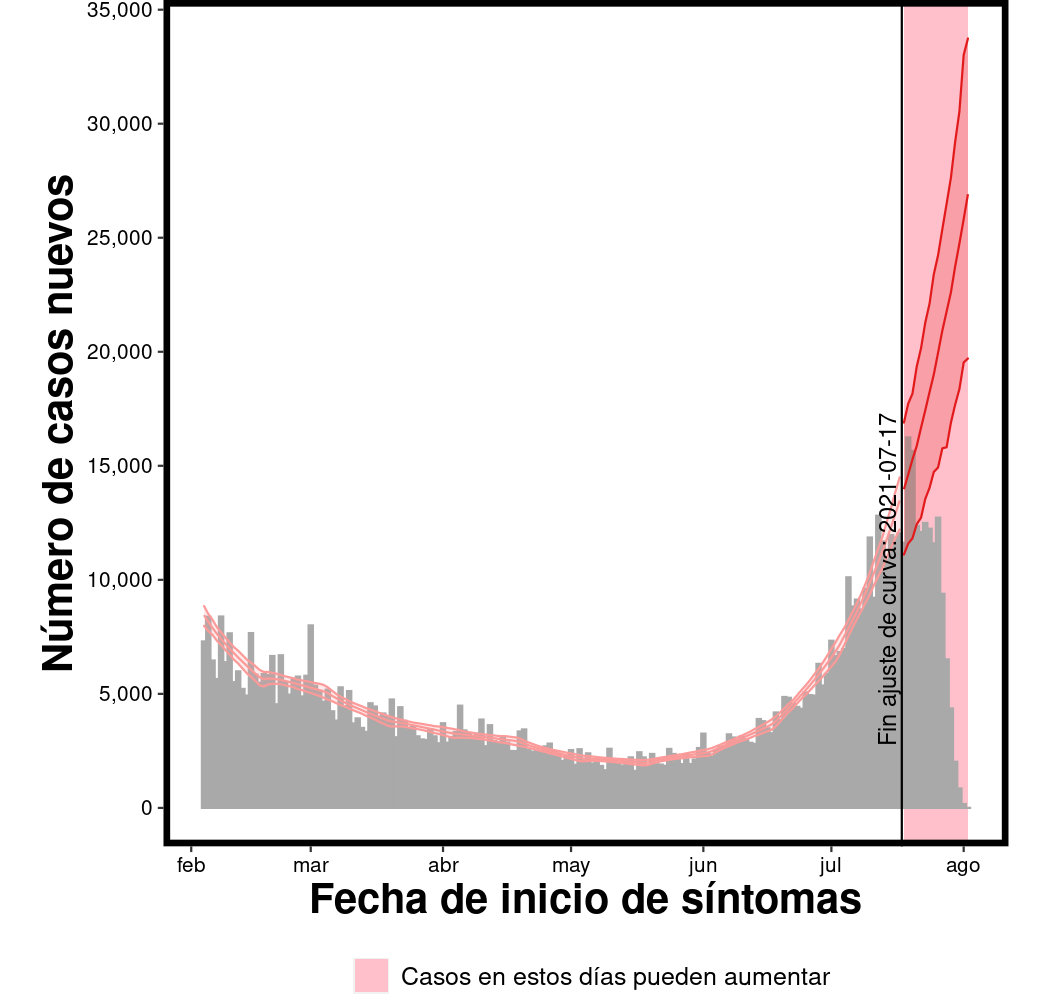 Número de casos nuevos
35,000
30,000
25,000
20,000
15,000
10,000
5,000
0
Fin ajuste de curva: 2021-07-17
feb mar abr may jun jul ago
Fecha de inicio de síntomas
Casos en estos días pueden aumentar